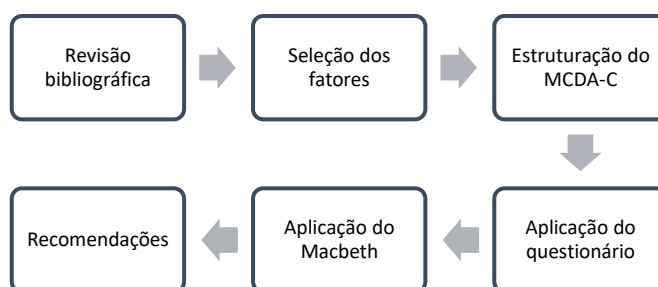 Revisão
bibliográfica
Seleção dos
fatores
Estruturação do
MCDA-C
Aplicação do
questionário
Aplicação do
Macbeth
Recomendações